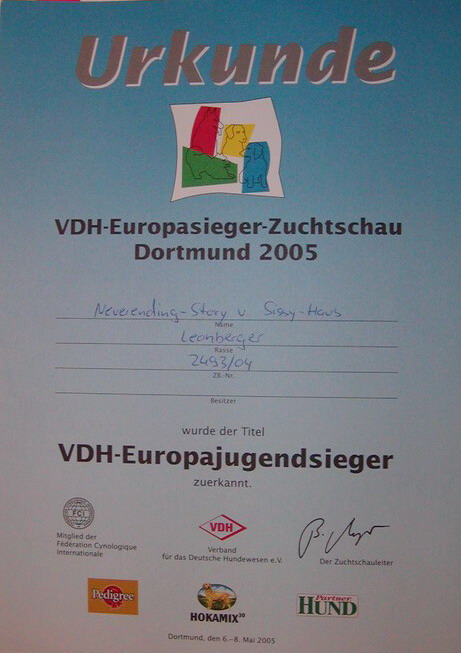 Urkunde
VDH-Europasieger-Zuchtschau
Dortmund 2005
Neverending-Story v Sissy-Haus
Name
Leonberger
Rasse
2493/04
ZB.-Nr.
Besitzer
wurde der Titel
VDH-Europajugendsieger
zuerkannt.
FCI
Mitglied der
Fédération Cynologique
Internationale
VDH
Verband
für das Deutsche Hundewesen e.V.
Der Zuchtschauleiter
Pedigree
HOKAMIX30
Partner
HUND
Dortmund, den 6.-8. Mai 2005